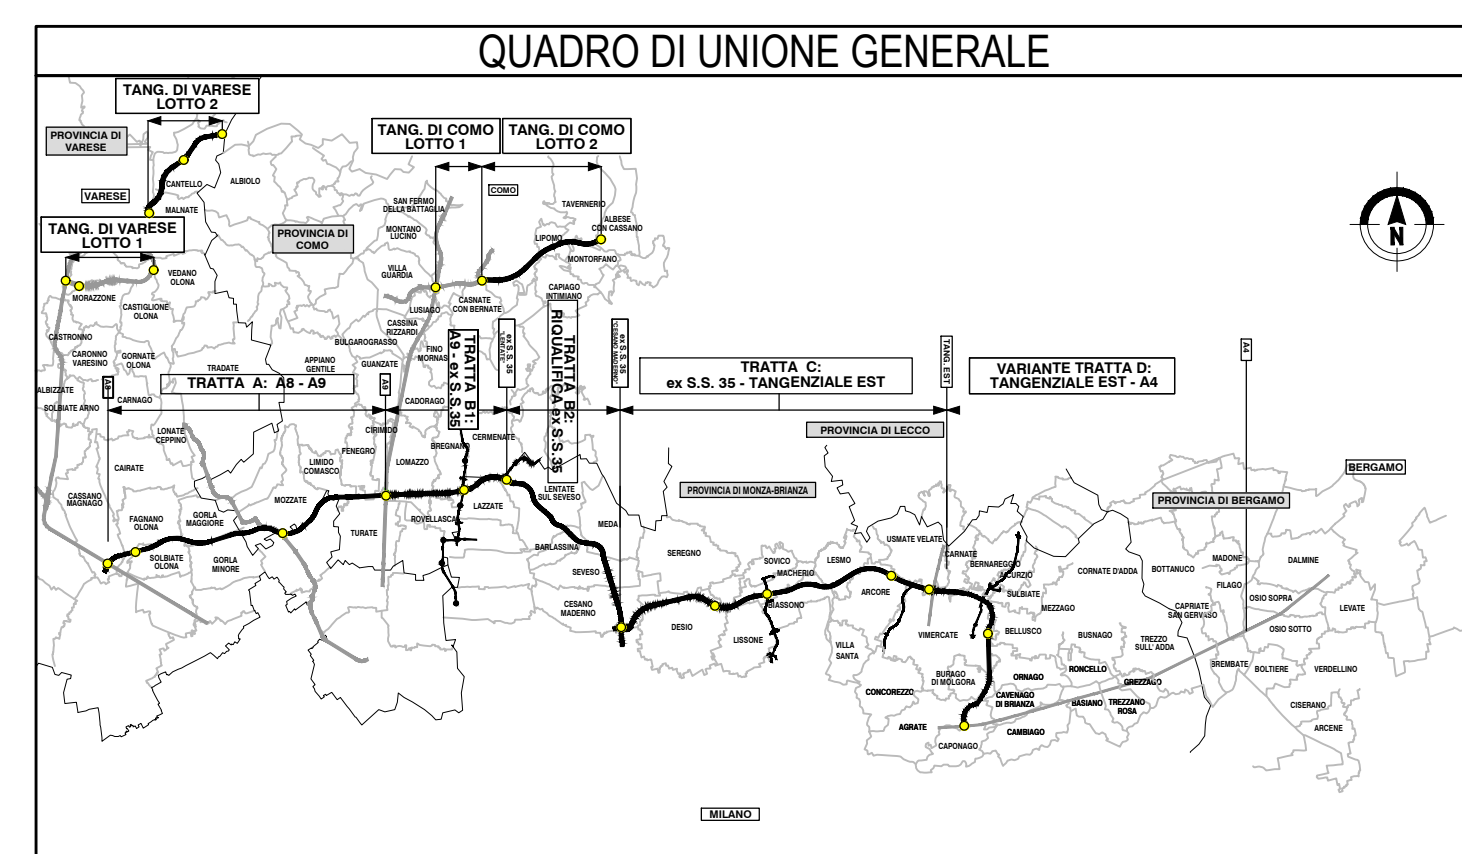 QUADRO DI UNIONE GENERALE
TANG. DI VARESE
LOTTO 2
PROVINCIA DI
VARESE
CANTELLO
ALBIOLO
VARESE
MALNATE
TANG. DI VARESE
LOTTO 1
PROVINCIA DI
COMO
TANG. DI COMO
LOTTO 1
TANG. DI COMO
LOTTO 2
COMO
SAN FERMO
DELLA BATTAGLIA
TAVERNERIO
ALBESE
CON CASSANO
MONTANO
LUCINO
LIPOMO
MONTORFANO
N
VEDANO
OLONA
MORAZZONE
CASTIGLIONE
OLONA
VILLA
GUARDIA
CAPIAGO
INTIMIANO
CASNATE
CON BERNATE
LUSIAGO
CASSINA
RIZZARDI
BULGAROGRASSO
CASTRONNO
CARONNO
VARESINO
GORNATE
OLONA
TRADATE
APPIANO
GENTILE
GUANZATE
FINO
MORNAS
TRATTA B1:
A9 - ex S.S.35
ex S.S. 35
"LENTATE"
TRATTA B2:
RIQUALIFICA ex S.S.35
ex S.S. 35
"CESANO MADERNO"
TRATTA C:
ex S.S. 35 - TANGENZIALE EST
TANG. EST
VARIANTE TRATTA D:
TANGENZIALE EST - A4
A4
ALBIZZATE
A8
TRATTA A: A8 - A9
A9
SOLBIATE ARNO
CARNAGO
CADORAGO
LONATE
CEPPINO
CIRIMIDO
CERMENATE
BREGNANO
PROVINCIA DI LECCO
FENEGRO
LIMIDO
COMASCO
LOMAZZO
CAIRATE
BERGAMO
CASSANO
MAGNAGO
MOZZATE
LENTATE
SUL SEVESO
PROVINCIA DI MONZA-BRIANZA
PROVINCIA DI BERGAMO
FAGNANO
OLONA
GORLA
MAGGIORE
TURATE
ROVELLASCA
LAZZATE
MEDA
BARLASSINA
SEREGNO
SOVICO
MACHERIO
LESMO
USMATE VELATE
CARNATE
BERNAREGGIO
SOLBIATE
OLONA
GORLA
MINORE
SEVESO
CORNATE D'ADDA
BOTTANUCO
MADONE
DALMINE
FILAGO
OSIO SOPRA
CESANO
MADERNO
BIASSONO
ARCORE
SULBIATE
MEZZAGO
CAPRIATE
SAN GERVASO
LEVATE
DESIO
LISSONE
VIMERCATE
BELLUSCO
BUSNAGO
TREZZO
SULL' ADDA
OSIO SOTTO
VILLA
SANTA
BURAGO
DI MOLGORA
ORNAGO
RONCELLO
GREZZAGO
BREMBATE
BOLTIERE
VERDELLINO
CONCOREZZO
CAVENAGO
DI BRIANZA
BASIANO
TREZZANO
ROSA
CISERANO
AGRATE
CAMBIAGO
ARCENE
CAPONAGO
MILANO